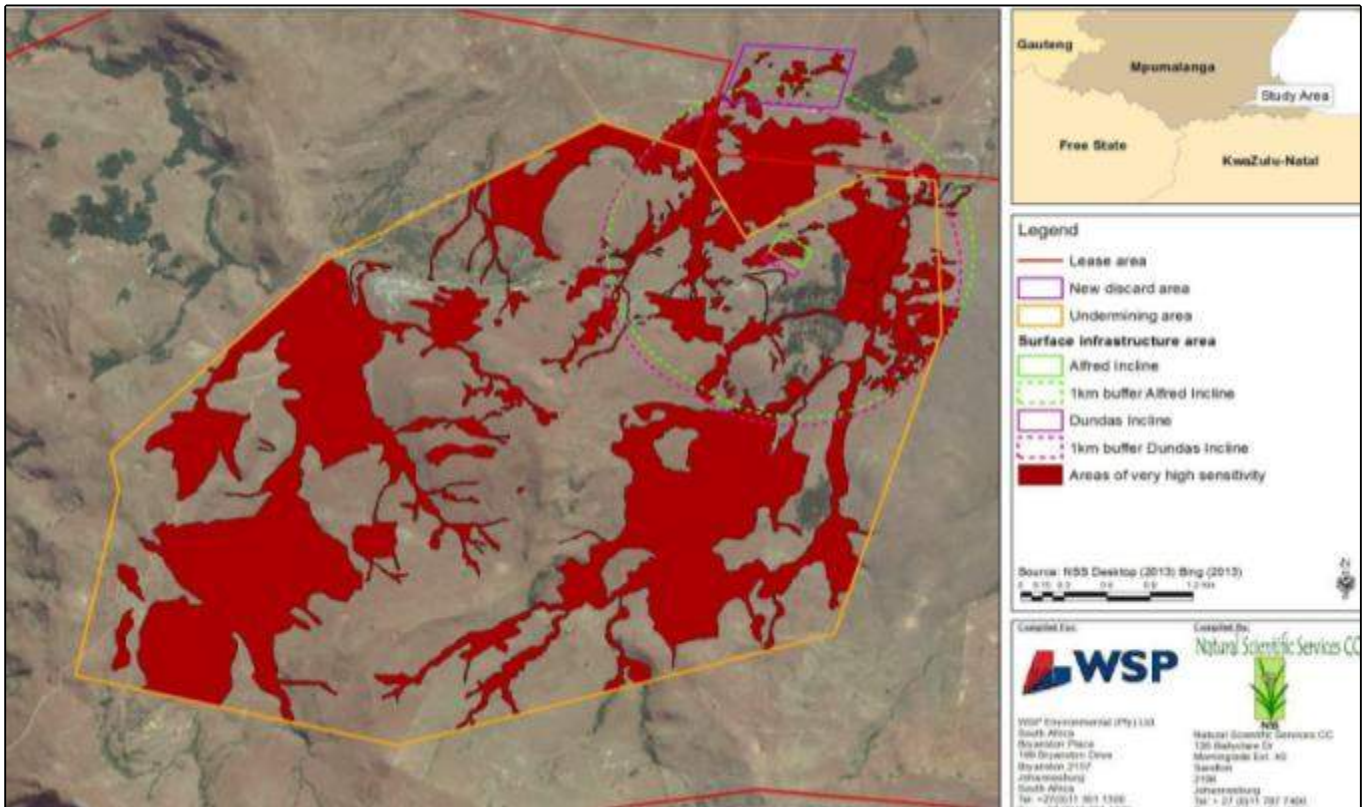 Gauteng
Mpumalanga
Study Area
Free State
KwaZulu-Natal
Legend
Lease area
New discard area
Undermining area
Surface infrastructure area
Alfred Incline
1km buffer Alfred Incline
Dundas Incline
1km buffer Dundas Incline
Areas of very high sensitivity
Source: NSS Desktop (2013) Bing (2013)
Compiled For:
WSP
WSP Environmental (Pty) Ltd
South Africa
Bryanston Place
Bryanston Drive
Bryanston 2157
Johannesburg
South Africa
Compiled By:
Natural Scientific Services CC
Natural Scientific Services CC
Sandton
Johannesburg